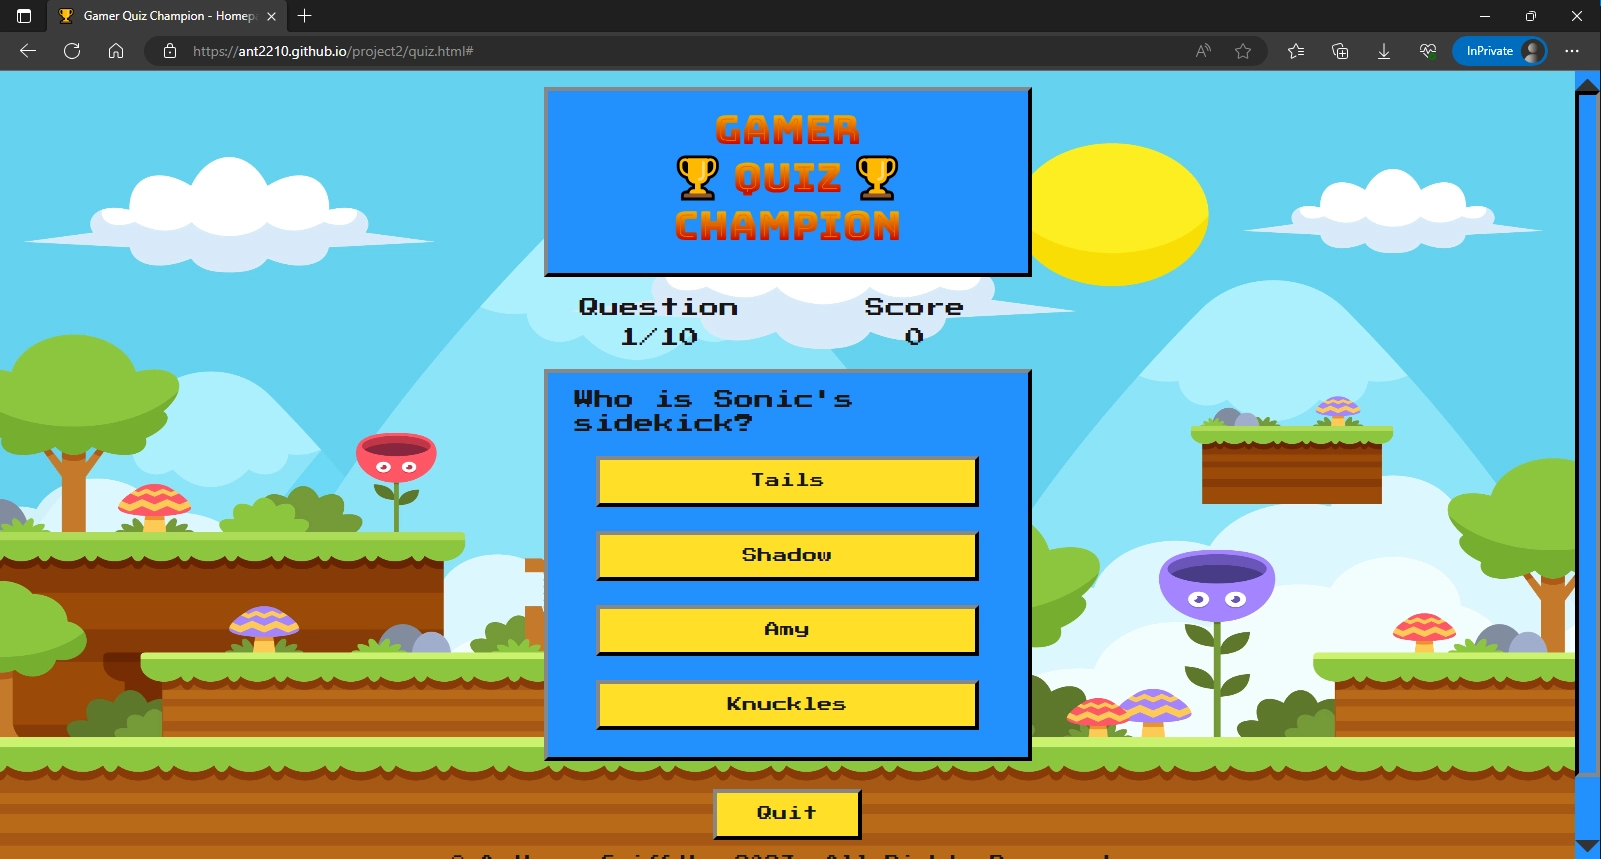 Gamer Quiz Champion - Homep
https://ant2210.github.io/project2/quiz.html#
InPrivate
GAMER
QUIZ
CHAMPION
Question
1/10
Score
0
Who is Sonic's
sidekick?
Tails
Shadow
Amy
Knuckles
Quit